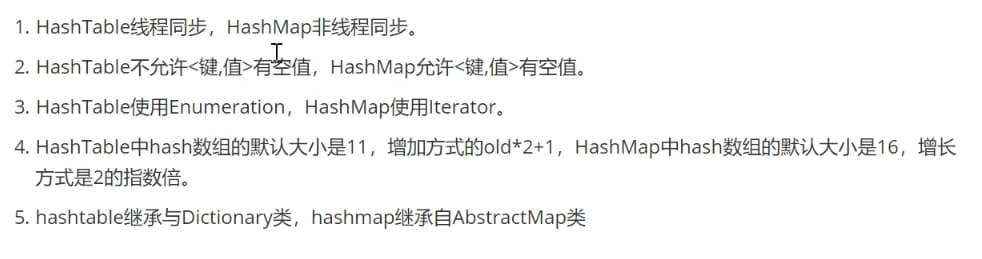 1. HashTable线程同步，HashMap非线程同步。
2. HashTable不允许<键,值>有空值，HashMap允许<键,值>有空值。
3. HashTable使用Enumeration，HashMap使用Iterator。
4. HashTable中hash数组的默认大小是11，增加方式的old*2+1，HashMap中hash数组的默认大小是16，增长
方式是2的指数倍。
5. hashtable继承与Dictionary类，hashmap继承自AbstractMap类